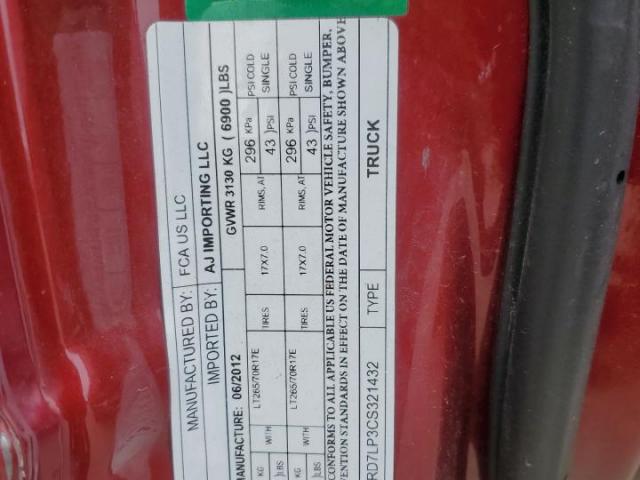 MANUFACTURED BY: FCA US LLC
IMPORTED BY: AJ IMPORTING LLC
MANUFACTURE: 06/2012 GVWR 3130 KG ( 6900 )LBS
KG WITH LT265/70R17E TIRES 17X7.0 RIMS, AT 296 KPa PSI COLD
)LBS 43 )PSI SINGLE
KG WITH LT265/70R17E TIRES 17X7.0 RIMS, AT 296 KPa PSI COLD
)LBS 43 )PSI SINGLE
CONFORMS TO ALL APPLICABLE US FEDERAL MOTOR VEHICLE SAFETY, BUMPER,
VENTION STANDARDS IN EFFECT ON THE DATE OF MANUFACTURE SHOWN ABOVE
RD7LP3CS321432 TYPE TRUCK